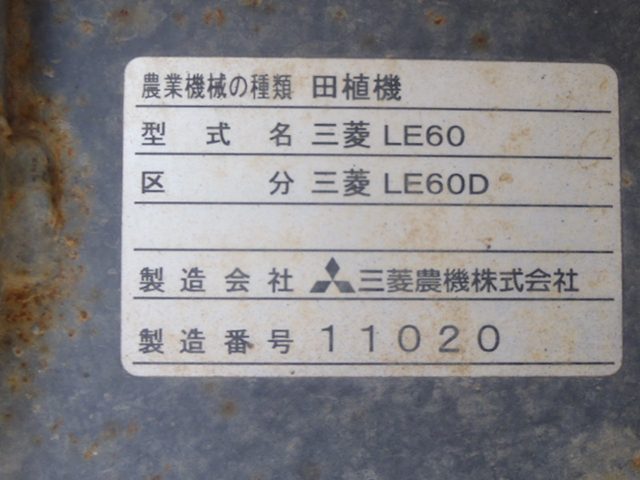 農業機械の種類 田植機
型式名 三菱 LE60
区分 三菱 LE60D
製造会社 三菱農機株式会社
製造番号 11020